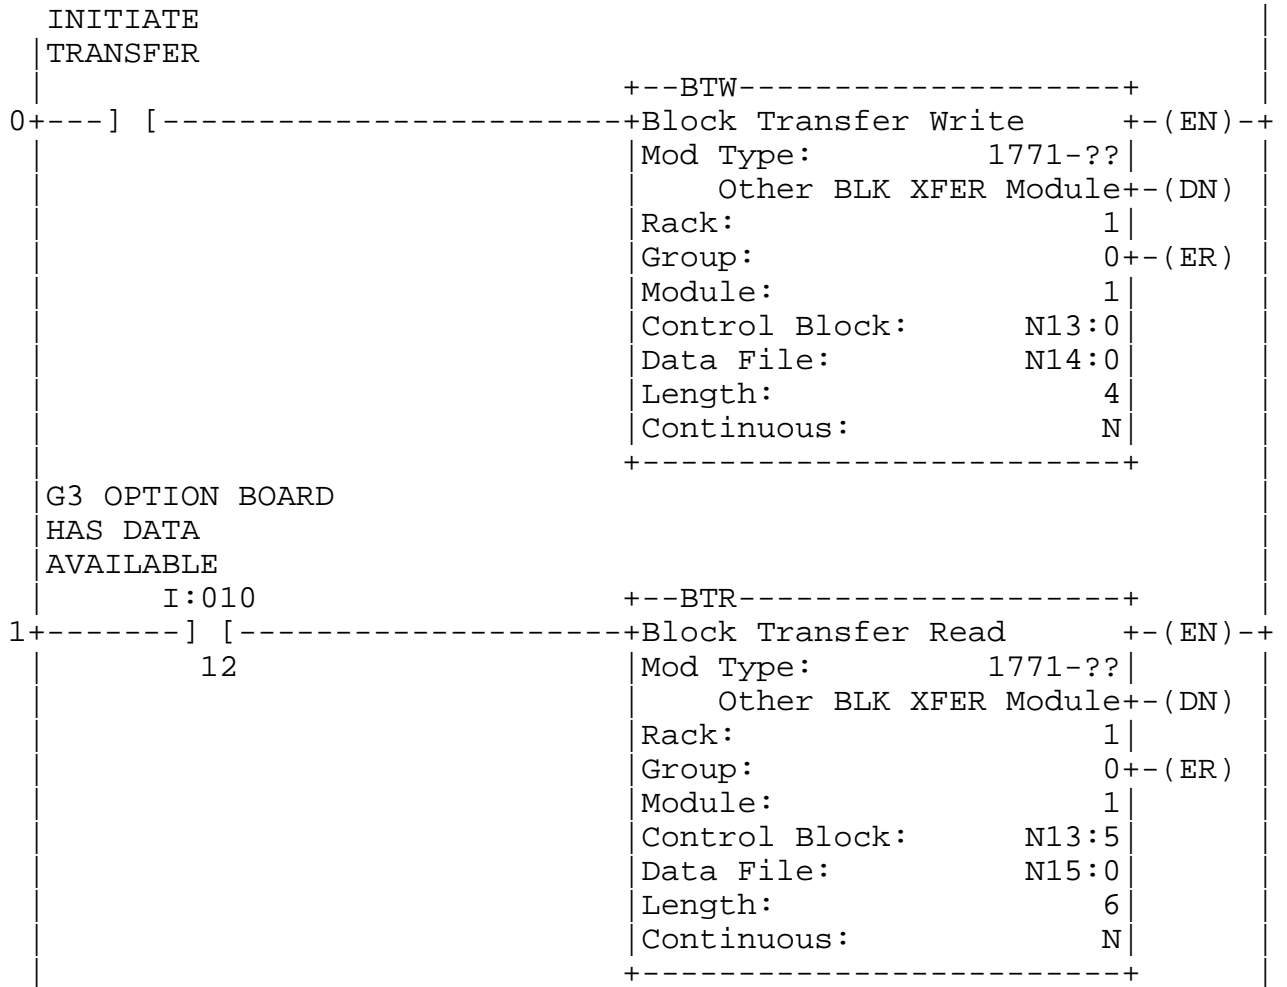 INITIATE                                                       |
 |TRANSFER                                                       |
 |                              +--BTW--------------------+      |
0+---] [------------------------+Block Transfer Write     +-(EN)-+
 |                              |Mod Type:         1771-??|      |
 |                              |    Other BLK XFER Module+-(DN) |
 |                              |Rack:                   1|      |
 |                              |Group:                  0+-(ER) |
 |                              |Module:                 1|      |
 |                              |Control Block:      N13:0|      |
 |                              |Data File:          N14:0|      |
 |                              |Length:                 4|      |
 |                              |Continuous:             N|      |
 |                              +-------------------------+      |
 |G3 OPTION BOARD                                                |
 |HAS DATA                                                       |
 |AVAILABLE                                                      |
 |      I:010                   +--BTR--------------------+      |
1+-------] [--------------------+Block Transfer Read      +-(EN)-+
 |        12                    |Mod Type:         1771-??|      |
 |                              |    Other BLK XFER Module+-(DN) |
 |                              |Rack:                   1|      |
 |                              |Group:                  0+-(ER) |
 |                              |Module:                 1|      |
 |                              |Control Block:      N13:5|      |
 |                              |Data File:          N15:0|      |
 |                              |Length:                 6|      |
 |                              |Continuous:             N|      |
 |                              +-------------------------+      |